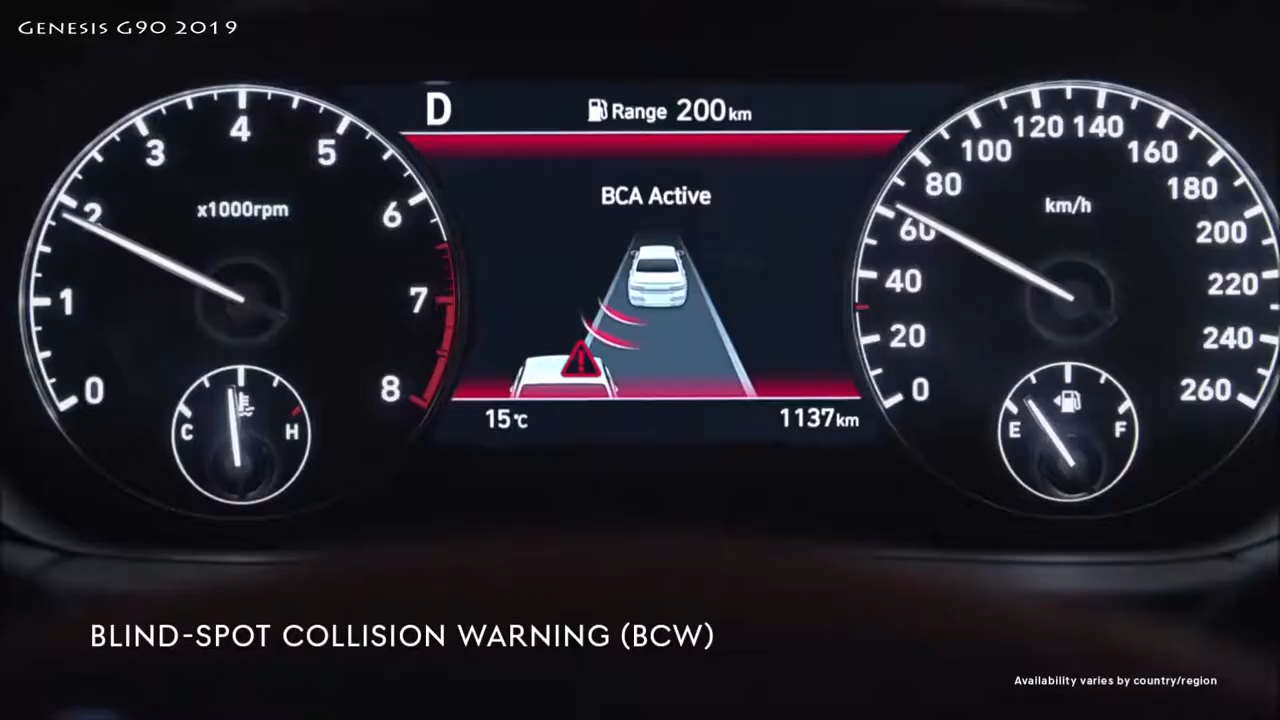 GENESIS G90 2019
D
Range 200 km
BCA Active
15℃
1137 km
x1000rpm
0
1
2
3
4
5
6
7
8
C
H
km/h
0
20
40
60
80
100
120
140
160
180
200
220
240
260
E
F
BLIND-SPOT COLLISION WARNING (BCW)
Availability varies by country/region